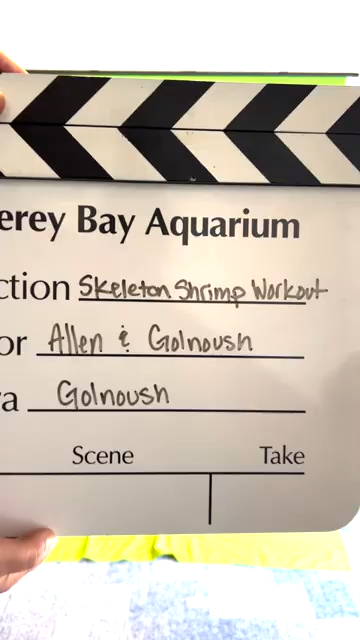 erey Bay Aquarium
ction Skeleton Shrimp Workout
or Allen & Golnoush
ra Golnoush
Scene Take